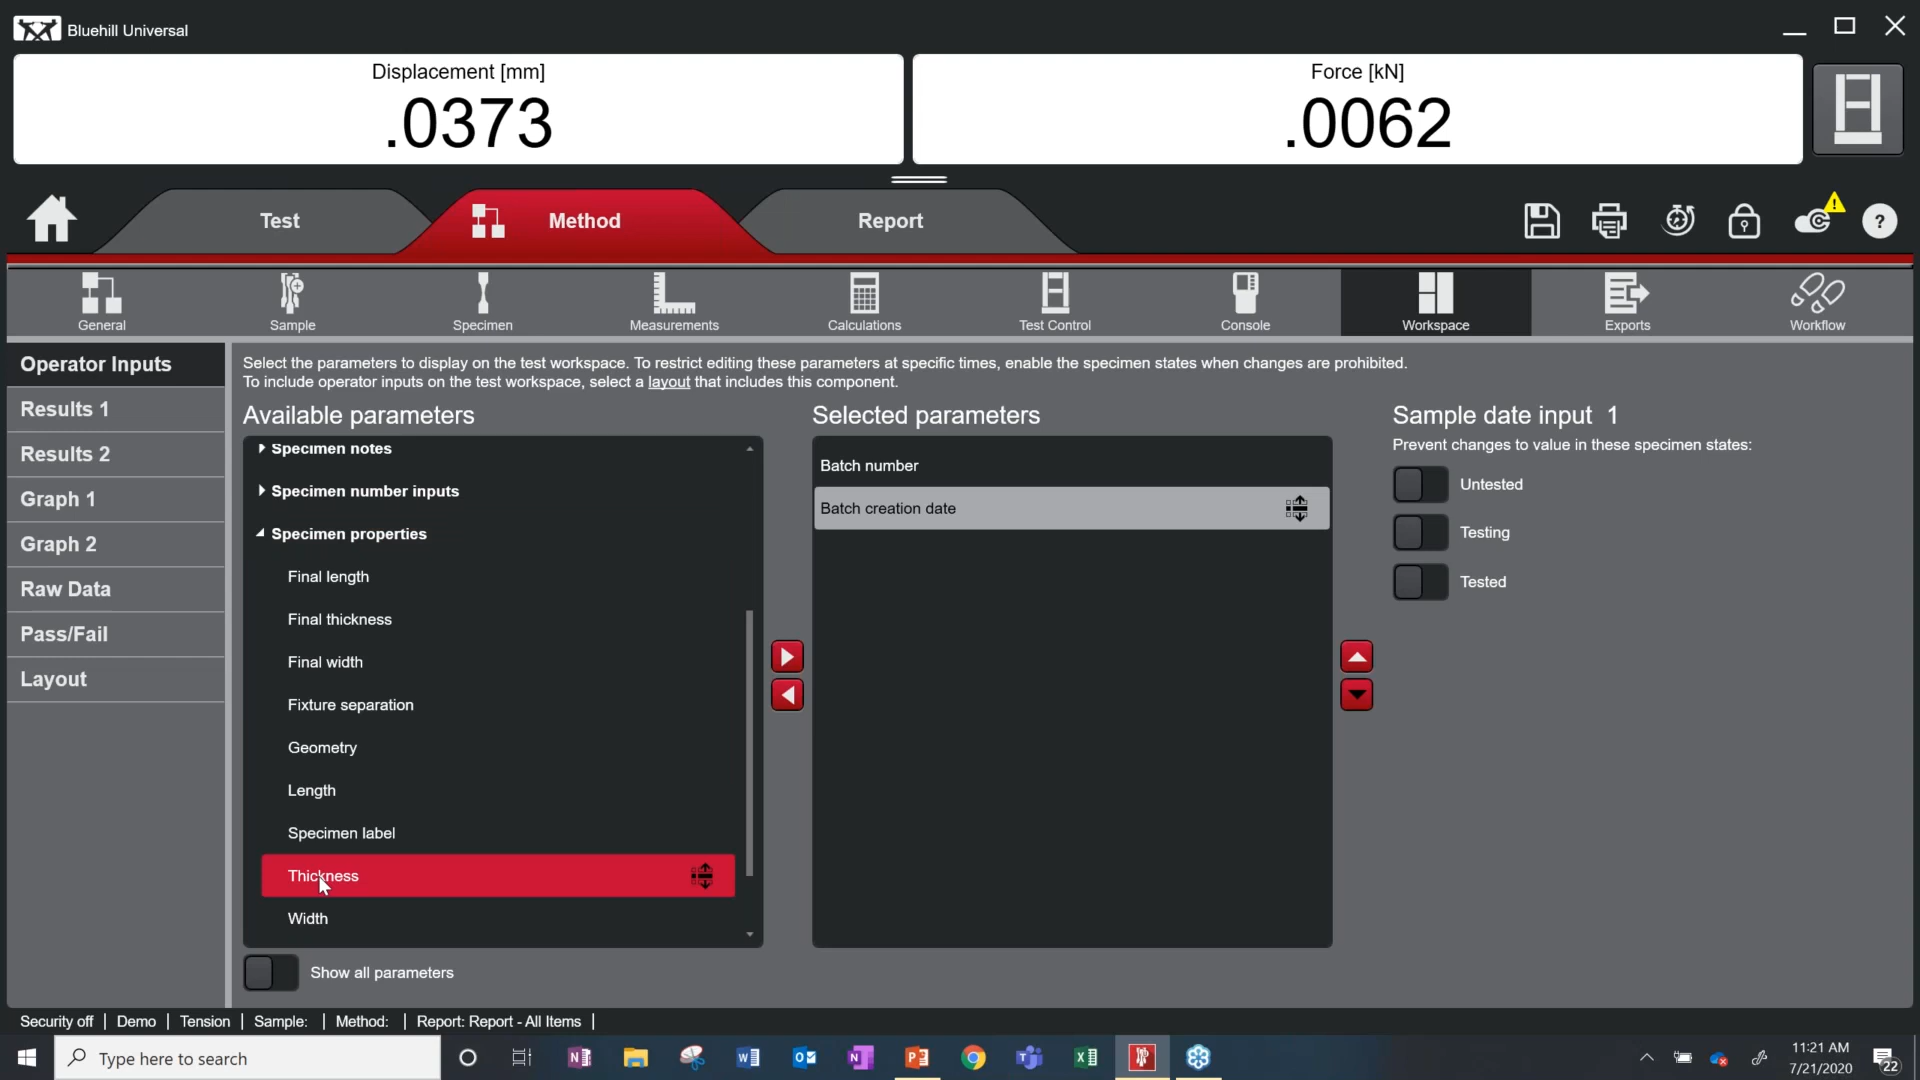 Bluehill Universal
Displacement [mm]
.0373
Force [kN]
.0062
Test
Method
Report
General
Sample
Specimen
Measurements
Calculations
Test Control
Console
Workspace
Exports
Workflow
Operator Inputs
Results 1
Results 2
Graph 1
Graph 2
Raw Data
Pass/Fail
Layout
Select the parameters to display on the test workspace. To restrict editing these parameters at specific times, enable the specimen states when changes are prohibited.
To include operator inputs on the test workspace, select a layout that includes this component.
Available parameters
Specimen notes
Specimen number inputs
Specimen properties
Final length
Final thickness
Final width
Fixture separation
Geometry
Length
Specimen label
Thickness
Width
Show all parameters
Selected parameters
Batch number
Batch creation date
Sample date input 1
Prevent changes to value in these specimen states:
Untested
Testing
Tested
Security off | Demo | Tension | Sample: | Method: | Report: Report - All Items |
Type here to search
11:21 AM
7/21/2020
22